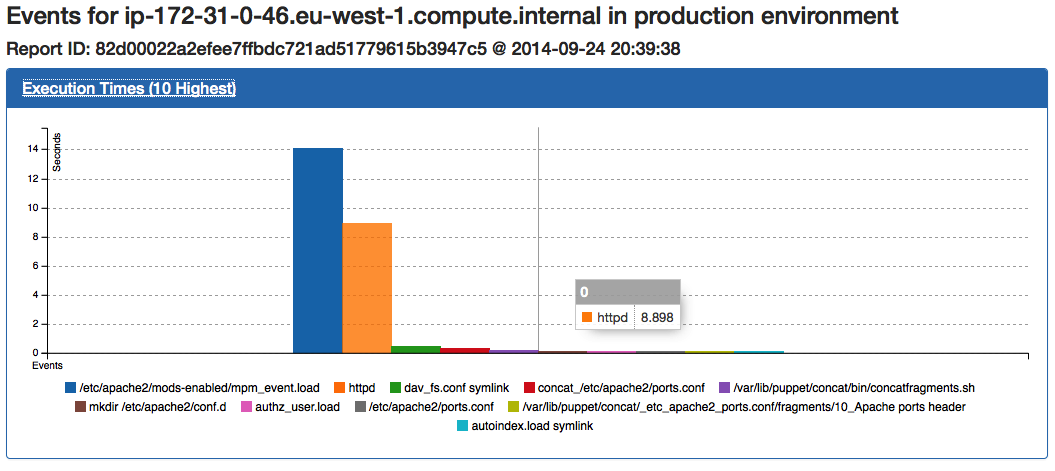 Events for ip-172-31-0-46.eu-west-1.compute.internal in production environment
Report ID: 82d00022a2efee7ffbdc721ad51779615b3947c5 @ 2014-09-24 20:39:38
Execution Times (10 Highest)
Seconds
14
12
10
8
6
4
2
0
0
httpd 8.898
Events
/etc/apache2/mods-enabled/mpm_event.load httpd dav_fs.conf symlink concat_/etc/apache2/ports.conf /var/lib/puppet/concat/bin/concatfragments.sh
mkdir /etc/apache2/conf.d authz_user.load /etc/apache2/ports.conf /var/lib/puppet/concat/_etc_apache2_ports.conf/fragments/10_Apache ports header
autoindex.load symlink